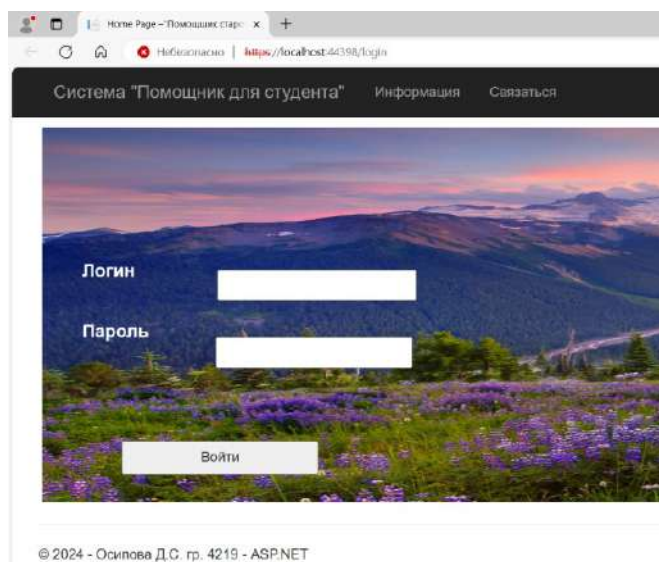 Home Page – "Помощник старо
Небезопасно | https://localhost:44398/login
Система "Помощник для студента" Информация Связаться
Логин
Пароль
Войти
© 2024 - Осипова Д.С. гр. 4219 - ASP.NET